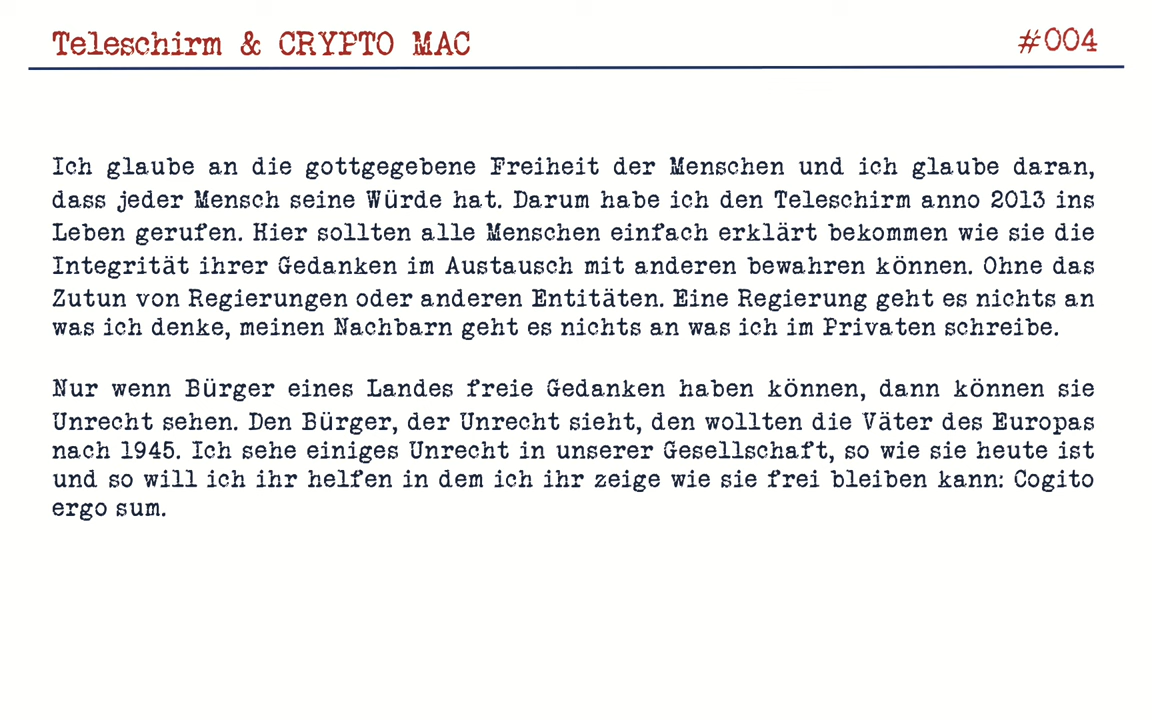 Teleschirm & CRYPTO MAC #004
Ich glaube an die gottgegebene Freiheit der Menschen und ich glaube daran,
dass jeder Mensch seine Würde hat. Darum habe ich den Teleschirm anno 2013 ins
Leben gerufen. Hier sollten alle Menschen einfach erklärt bekommen wie sie die
Integrität ihrer Gedanken im Austausch mit anderen bewahren können. Ohne das
Zutun von Regierungen oder anderen Entitäten. Eine Regierung geht es nichts an
was ich denke, meinen Nachbarn geht es nichts an was ich im Privaten schreibe.
Nur wenn Bürger eines Landes freie Gedanken haben können, dann können sie
Unrecht sehen. Den Bürger, der Unrecht sieht, den wollten die Väter des Europas
nach 1945. Ich sehe einiges Unrecht in unserer Gesellschaft, so wie sie heute ist
und so will ich ihr helfen in dem ich ihr zeige wie sie frei bleiben kann: Cogito
ergo sum.